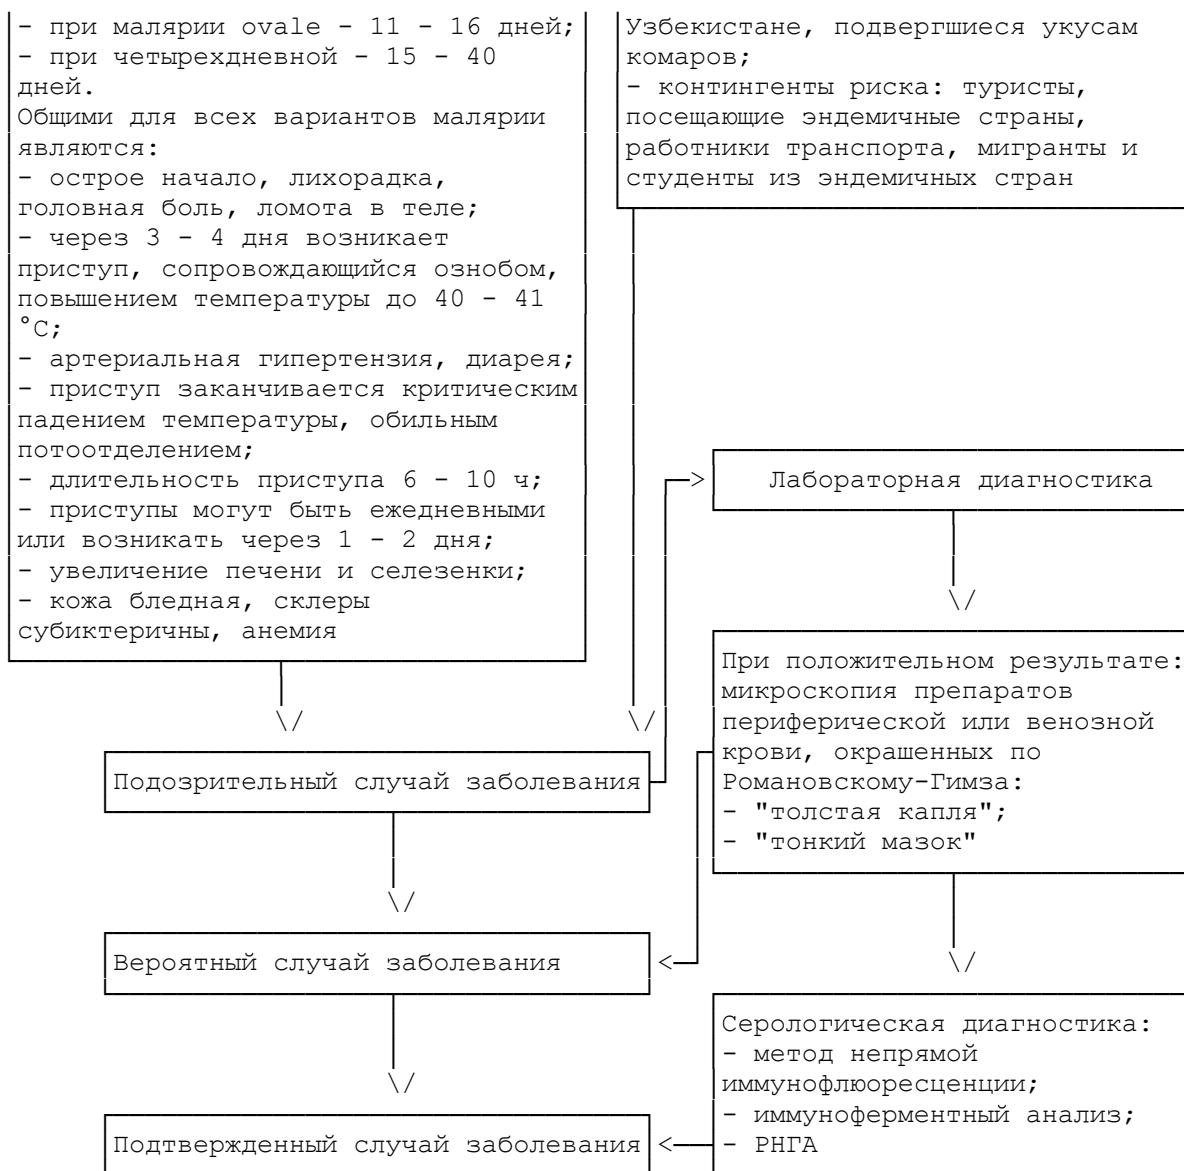 - при малярии ovale - 11 - 16 дней;
- при четырехдневной - 15 - 40
дней.
Общими для всех вариантов малярии
являются:
- острое начало, лихорадка,
головная боль, ломота в теле;
- через 3 - 4 дня возникает
приступ, сопровождающийся ознобом,
повышением температуры до 40 - 41
°C;
- артериальная гипертензия, диарея;
- приступ заканчивается критическим
падением температуры, обильным
потоотделением;
- длительность приступа 6 - 10 ч;
- приступы могут быть ежедневными
или возникать через 1 - 2 дня;
- увеличение печени и селезенки;
- кожа бледная, склеры
субиктеричны, анемия
Узбекистане, подвергшиеся укусам
комаров;
- контингенты риска: туристы,
посещающие эндемичные страны,
работники транспорта, мигранты и
студенты из эндемичных стран
Лабораторная диагностика
При положительном результате:
микроскопия препаратов
периферической или венозной
крови, окрашенных по
Романовскому-Гимза:
- "толстая капля";
- "тонкий мазок"
Подозрительный случай заболевания
Вероятный случай заболевания
Серологическая диагностика:
- метод непрямой
иммунофлюоресценции;
- иммуноферментный анализ;
- РНГА
Подтвержденный случай заболевания